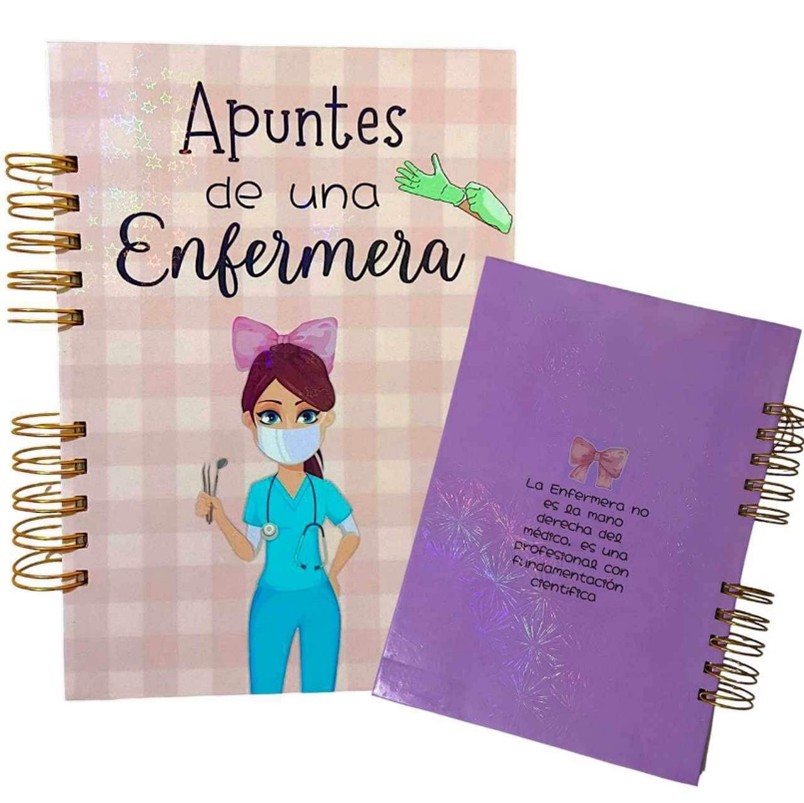 Apuntes
de una
Enfermera
La Enfermera no
es la mano
derecha del
médico, es una
profesional con
fundamentación
científica